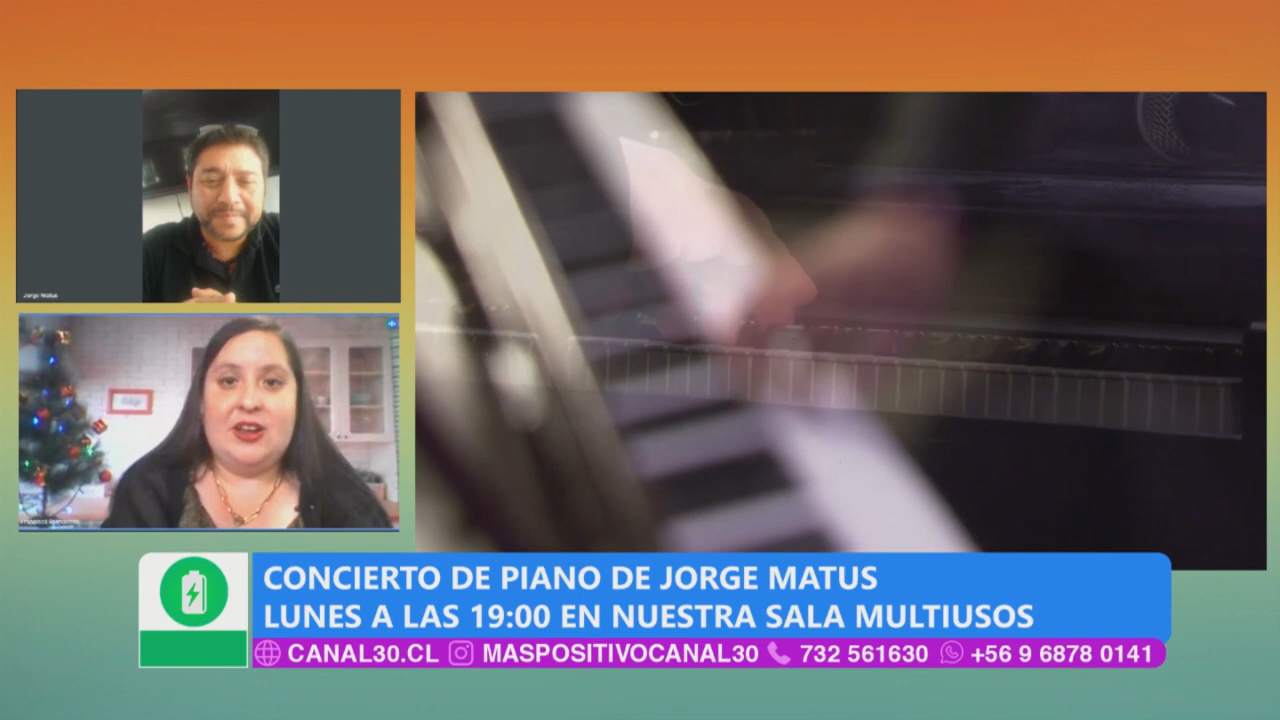 Jorge Matus
CONCIERTO DE PIANO DE JORGE MATUS
LUNES A LAS 19:00 EN NUESTRA SALA MULTIUSOS
CANAL30.CL MASPOSITIVOCANAL30 732 561630 +56 9 6878 0141